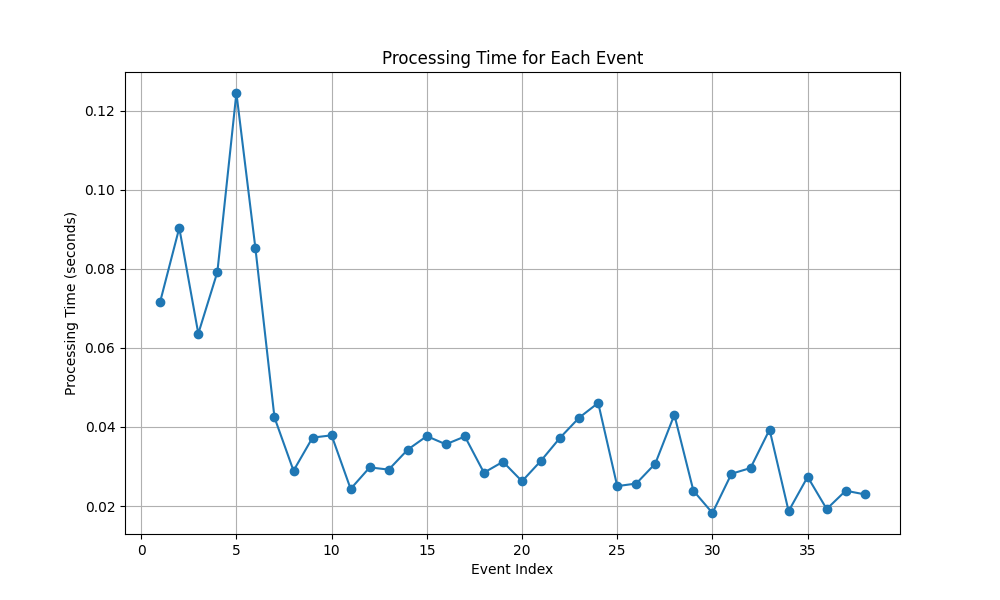 Processing Time for Each Event
Processing Time (seconds)
0.12
0.10
0.08
0.06
0.04
0.02
0 5 10 15 20 25 30 35
Event Index